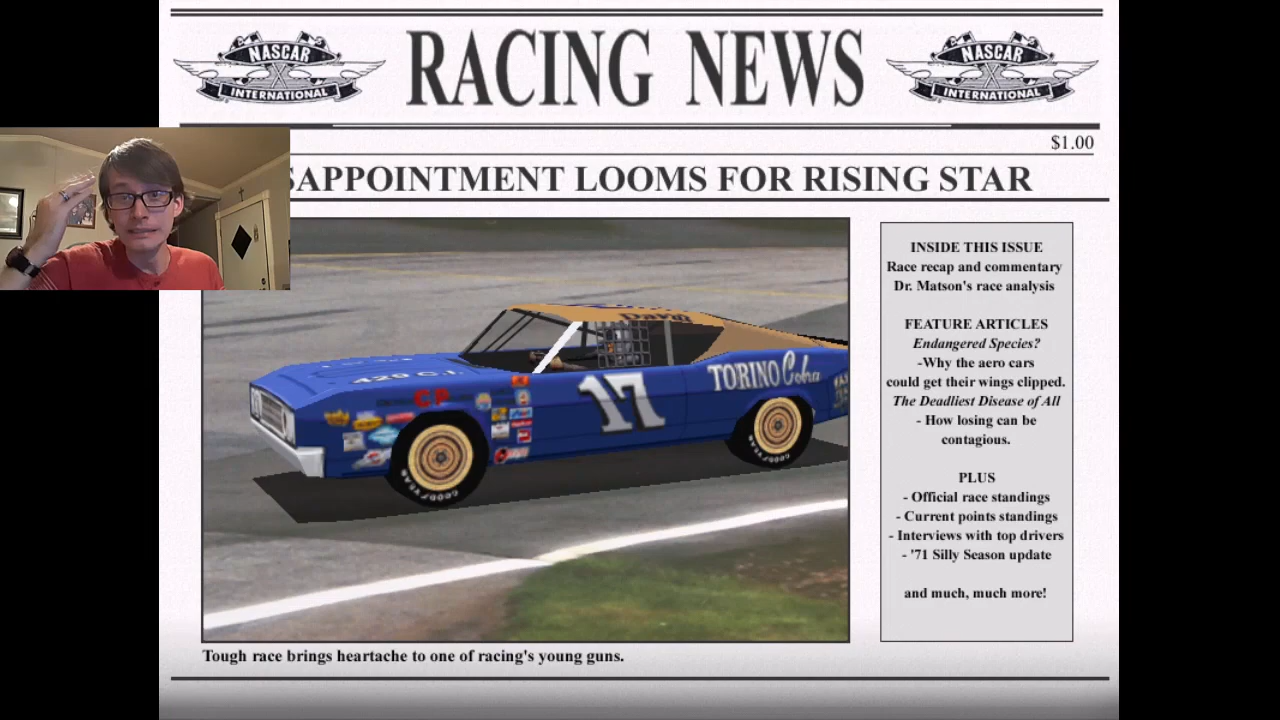 NASCAR
INTERNATIONAL
RACING NEWS
NASCAR
INTERNATIONAL
$1.00
SAPPOINTMENT LOOMS FOR RISING STAR
17
TORINO Cobra
CP
GOODYEAR
GOODYEAR
INSIDE THIS ISSUE
Race recap and commentary
Dr. Matson's race analysis
FEATURE ARTICLES
Endangered Species?
-Why the aero cars
could get their wings clipped.
The Deadliest Disease of All
- How losing can be
contagious.
PLUS
- Official race standings
- Current points standings
- Interviews with top drivers
- '71 Silly Season update
and much, much more!
Tough race brings heartache to one of racing's young guns.